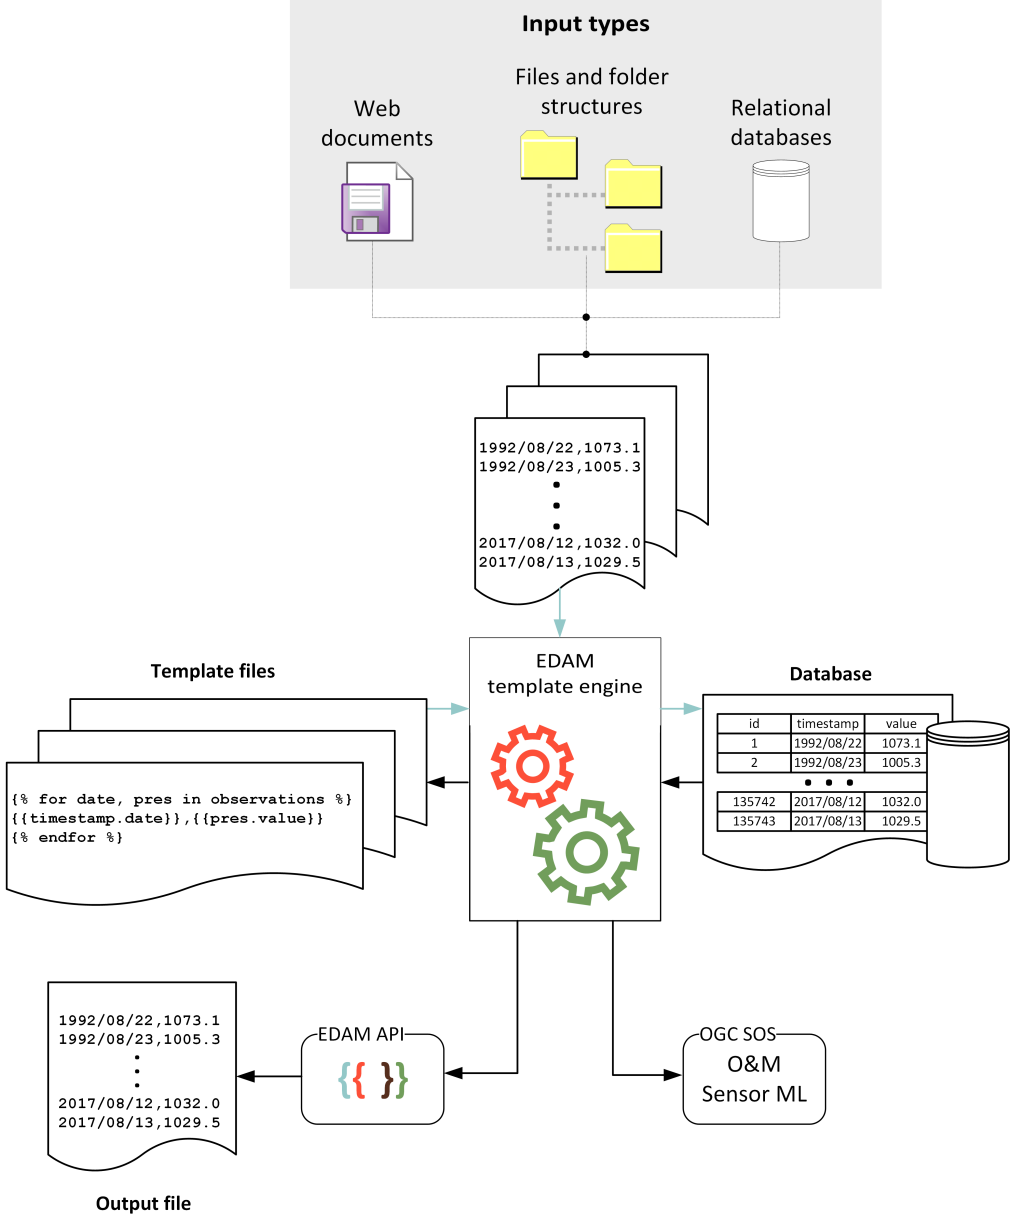 Input types
Web
documents
Files and folder
structures
Relational
databases
1992/08/22,1073.1
1992/08/23,1005.3
2017/08/12,1032.0
2017/08/13,1029.5
Template files
{% for date, pres in observations %}
{{timestamp.date}},{{pres.value}}
{% endfor %}
EDAM
template engine
Database
id timestamp value
1 1992/08/22 1073.1
2 1992/08/23 1005.3
135742 2017/08/12 1032.0
135743 2017/08/13 1029.5
1992/08/22,1073.1
1992/08/23,1005.3
2017/08/12,1032.0
2017/08/13,1029.5
Output file
EDAM API
{{ }}
OGC SOS
O&M
Sensor ML